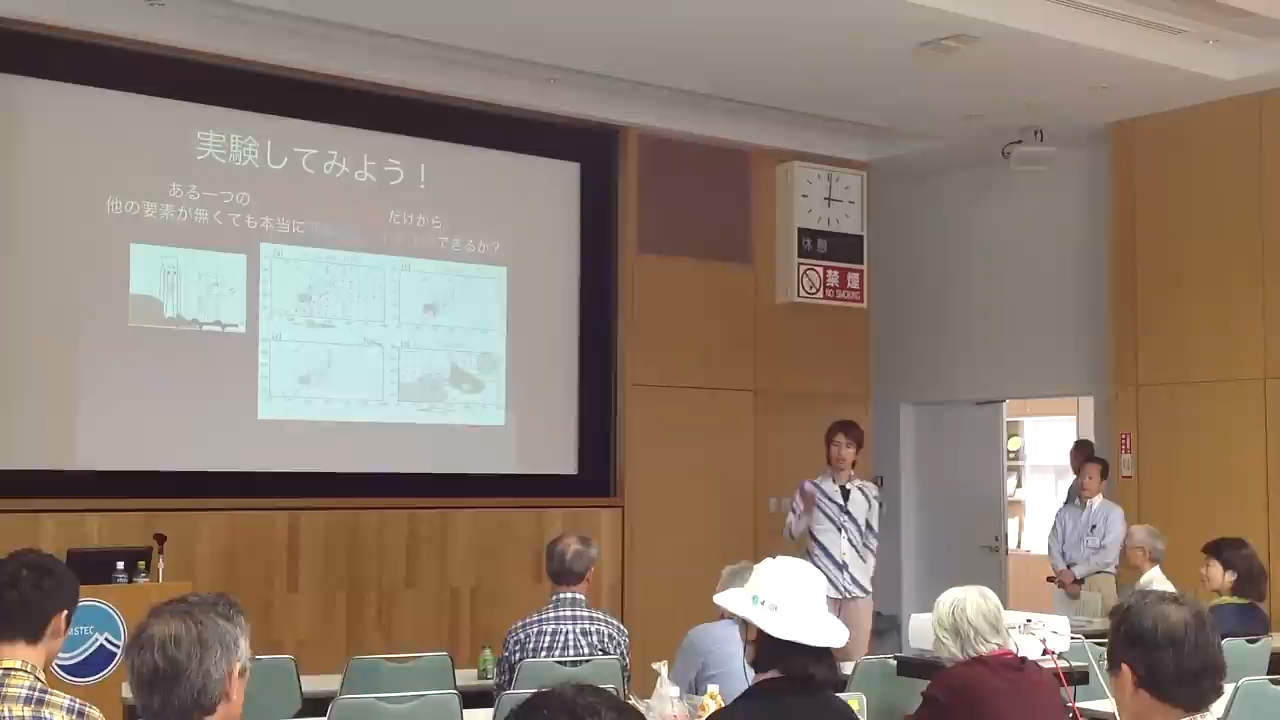 実験してみよう！
ある一つの
だけから
他の要素が無くても本当に
できるか？
休憩
禁煙
NO SMOKING